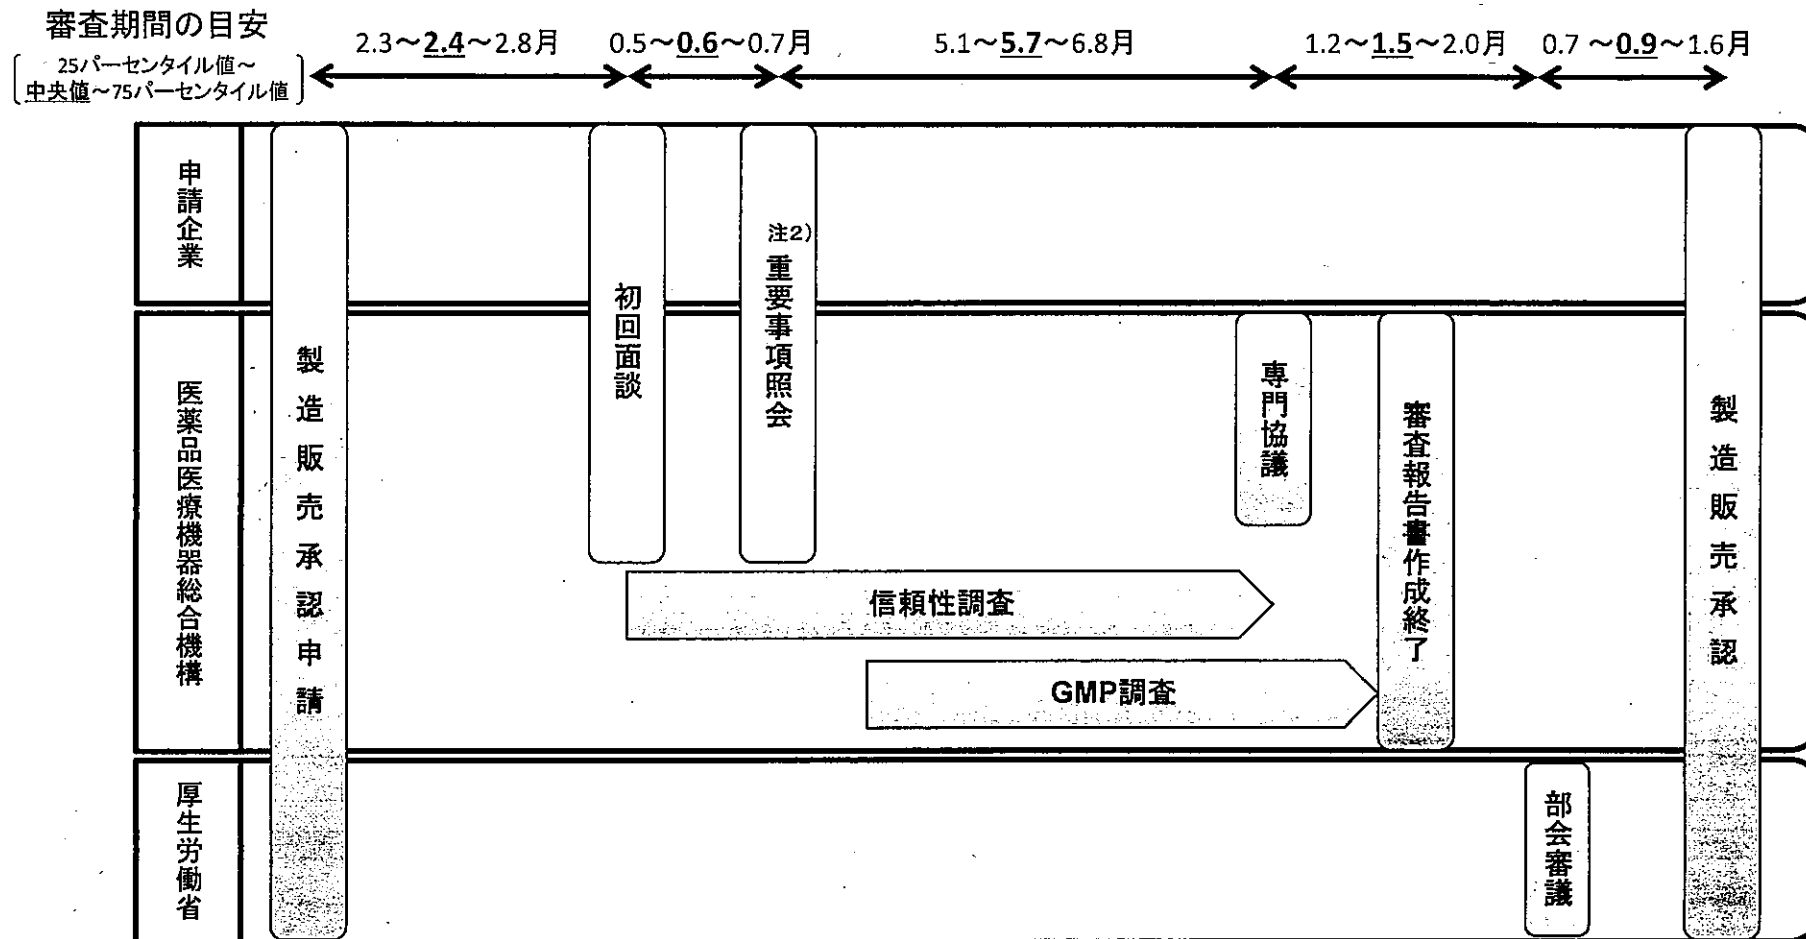 審査期間の目安
25パーセンタイル値～
中央値～75パーセンタイル値
2.3～2.4～2.8月
0.5～0.6～0.7月
5.1～5.7～6.8月
1.2～1.5～2.0月
0.7 ～0.9～1.6月
申請企業
医薬品医療機器総合機構
厚生労働省
製造販売承認申請
初回面談
注2)
重要事項照会
信頼性調査
GMP調査
専門協議
審査報告書作成終了
部会審議
製造販売承認